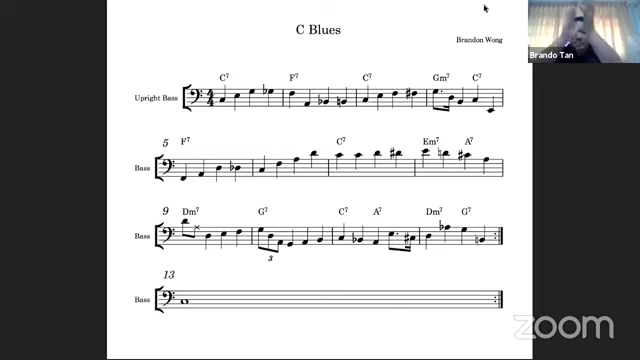 C Blues
Brandon Wong
Brando Tan
C7 F7 C7 Gm7 C7
Upright Bass
5 F7 C7 Em7 A7
Bass
9 Dm7 G7 C7 A7 Dm7 G7
Bass
3
13
Bass
zoom